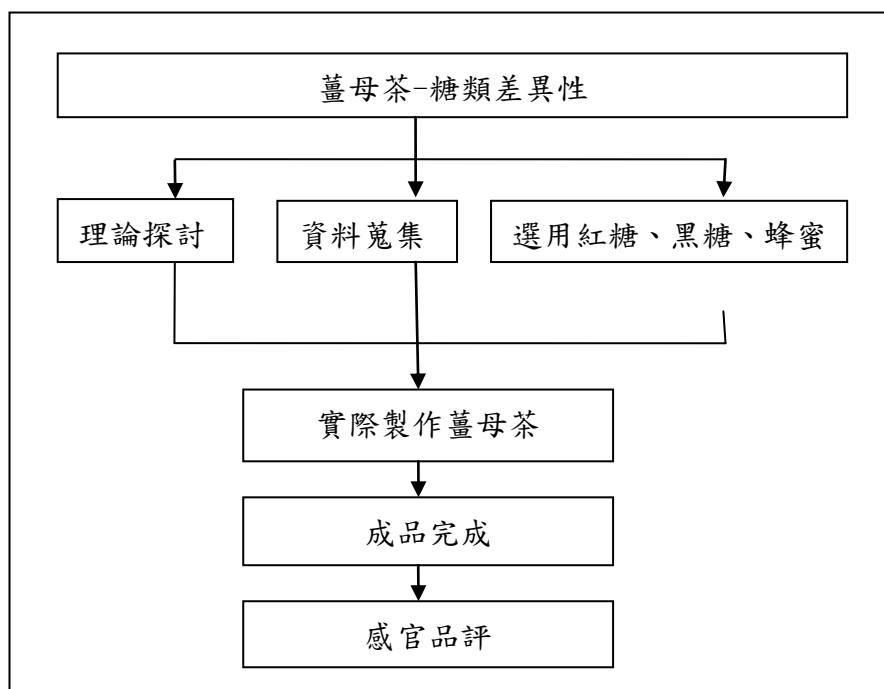 薑母茶-糖類差異性
理論探討
資料蒐集
選用紅糖、黑糖、蜂蜜
實際製作薑母茶
成品完成
感官品評